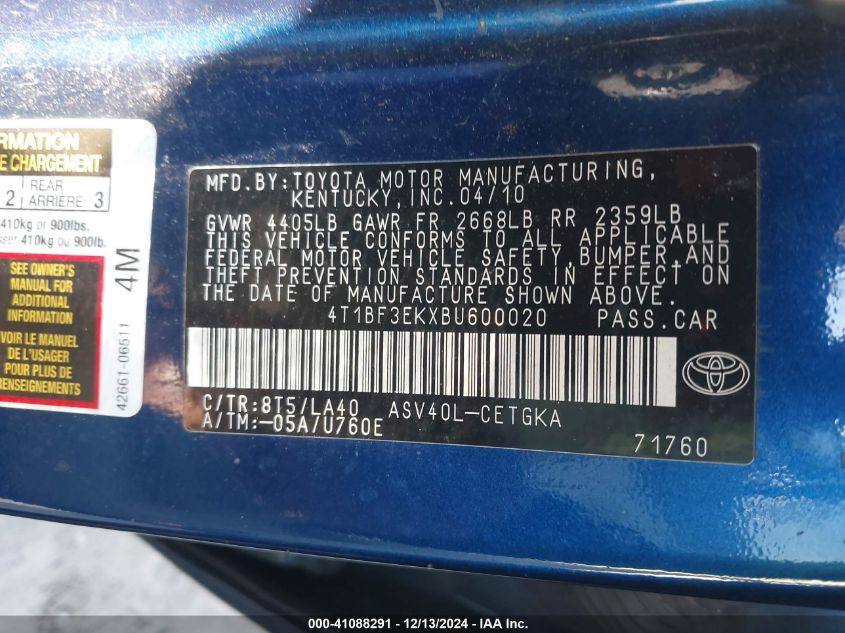 RMATION
E CHARGEMENT
2 REAR ARRIERE: 3
410kg or 900lbs.
sser 410kg ou 900lb.
SEE OWNER'S
MANUAL FOR
ADDITIONAL
INFORMATION
VOIR LE MANUEL
DE L'USAGER
POUR PLUS DE
RENSEIGNEMENTS
42661-06511
4M
MFD.BY:TOYOTA MOTOR MANUFACTURING,
KENTUCKY,INC.04/10
GVWR 4405LB GAWR FR 2668LB RR 2359LB
THIS VEHICLE CONFORMS TO ALL APPLICABLE
FEDERAL MOTOR VEHICLE SAFETY,BUMPER,AND
THEFT PREVENTION STANDARDS IN EFFECT ON
THE DATE OF MANUFACTURE SHOWN ABOVE.
4T1BF3EKXBU600020 PASS.CAR
C/TR:8T5/LA40 ASV40L-CETGKA
A/TM:-05A/U760E
71760
000-41088291 - 12/13/2024 - IAA Inc.